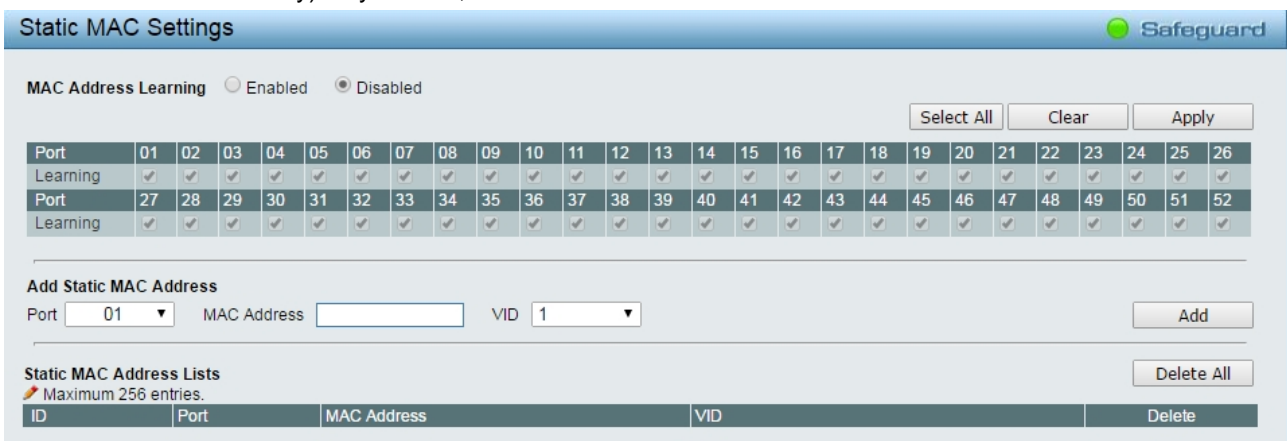 Static MAC Settings Safeguard
MAC Address Learning Enabled Disabled
Select All Clear Apply
Port 01 02 03 04 05 06 07 08 09 10 11 12 13 14 15 16 17 18 19 20 21 22 23 24 25 26
Learning
Port 27 28 29 30 31 32 33 34 35 36 37 38 39 40 41 42 43 44 45 46 47 48 49 50 51 52
Learning
Add Static MAC Address
Port 01 MAC Address VID 1 Add
Static MAC Address Lists Delete All
Maximum 256 entries.
ID Port MAC Address VID Delete